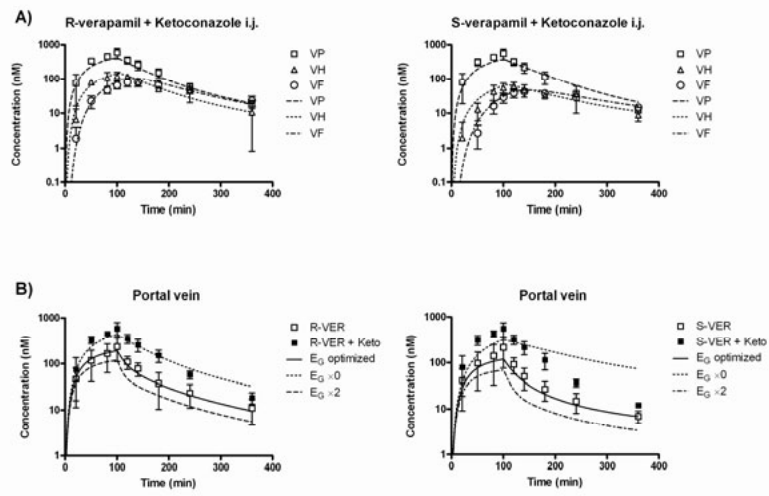 A)
R-verapamil + Ketoconazole i.j.
Concentration (nM)
1000
100
10
1
0.1
0 100 200 300 400
Time (min)
VP
VH
VF
VP
VH
VF
S-verapamil + Ketoconazole i.j.
Concentration (nM)
1000
100
10
1
0.1
0 100 200 300 400
Time (min)
VP
VH
VF
VP
VH
VF
B)
Portal vein
Concentration (nM)
1000
100
10
1
0 100 200 300 400
Time (min)
R-VER
R-VER + Keto
EG optimized
EG ×0
EG ×2
Portal vein
Concentration (nM)
1000
100
10
1
0 100 200 300 400
Time (min)
S-VER
S-VER + Keto
EG optimized
EG ×0
EG ×2